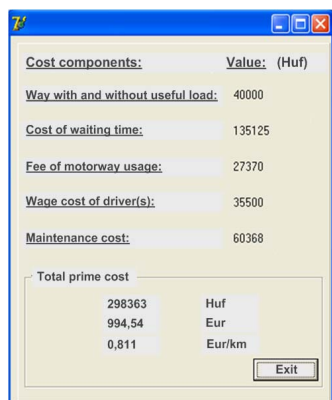 Cost components: Value: (Huf)
Way with and without useful load: 40000
Cost of waiting time: 135125
Fee of motorway usage: 27370
Wage cost of driver(s): 35500
Maintenance cost: 60368
Total prime cost
298363 Huf
994,54 Eur
0,811 Eur/km
Exit